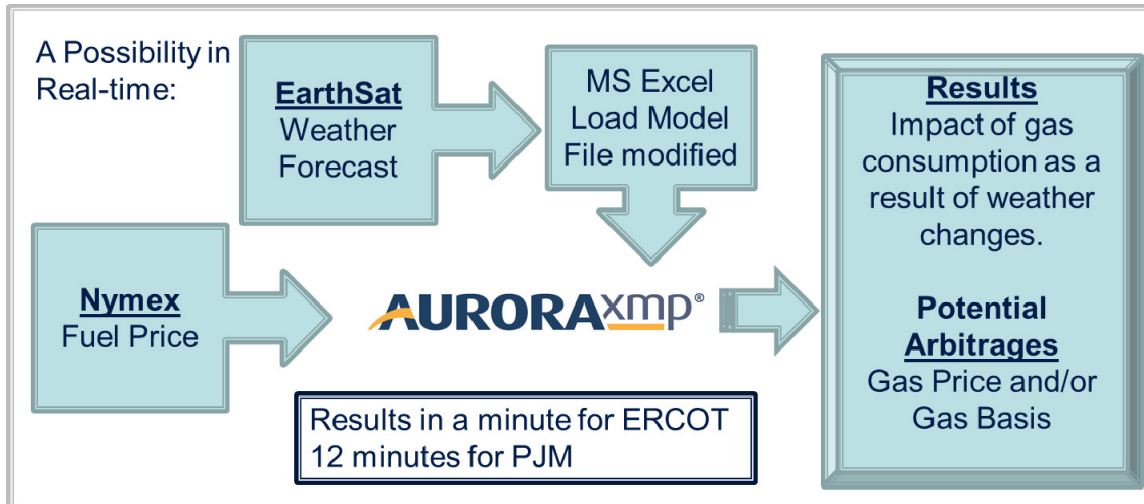 A Possibility in
Real-time:
EarthSat
Weather
Forecast
MS Excel
Load Model
File modified
Nymex
Fuel Price
AURORAxmp®
Results in a minute for ERCOT
12 minutes for PJM
Results
Impact of gas
consumption as a
result of weather
changes.
Potential
Arbitrages
Gas Price and/or
Gas Basis